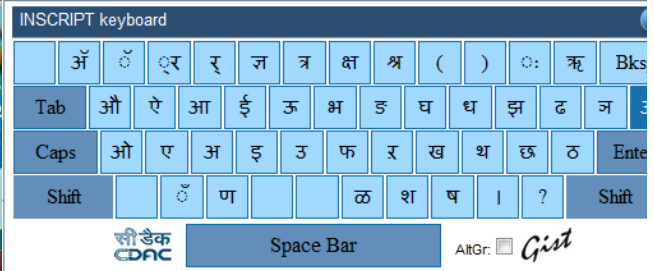 INSCRIPT keyboard
ऍ ॅ ्र र् ज्ञ त्र क्ष श्र ( ) ः ऋ Bks
Tab औ ऐ आ ई ऊ भ ङ घ ध झ ढ ञ
Caps ओ ए अ इ उ फ ऱ ख थ छ ठ Ente
Shift ँ ण ळ श ष । ? Shift
सी डैक
CDAC Space Bar AltGr: Gist